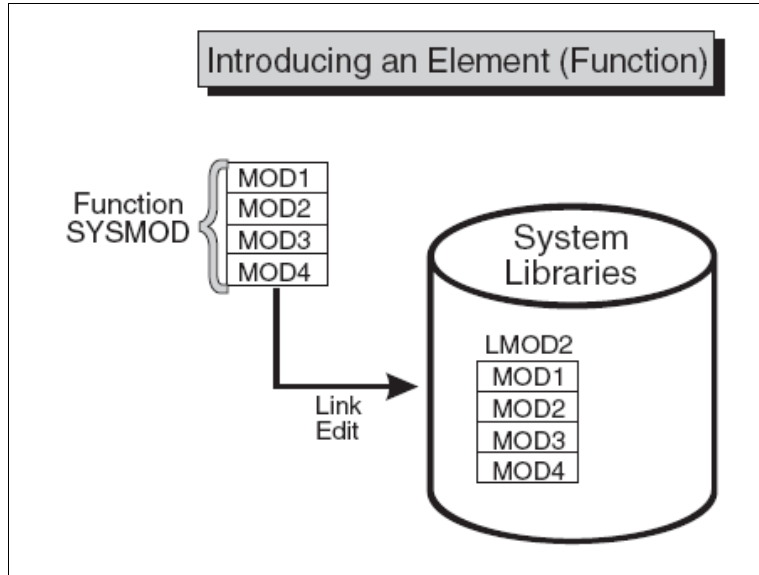 Introducing an Element (Function)
Function
SYSMOD
MOD1
MOD2
MOD3
MOD4
Link
Edit
System
Libraries
LMOD2
MOD1
MOD2
MOD3
MOD4